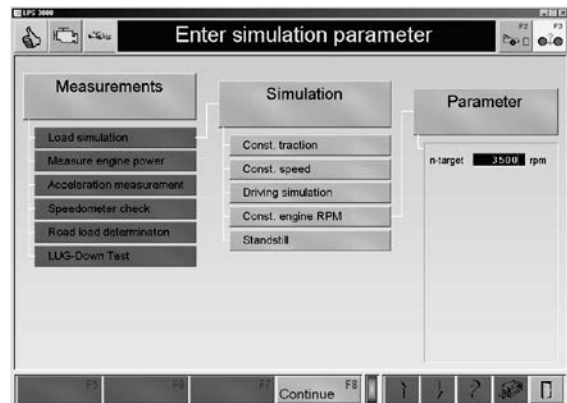 LPS 3000
Enter simulation parameter
F2
F3
Measurements
Load simulation
Measure engine power
Acceleration measurement
Speedometer check
Road load determinaton
LUG-Down Test
Simulation
Const. traction
Const. speed
Driving simulation
Const. engine RPM
Standstill
Parameter
n-target 3500 rpm
F5
F6
F7
Continue F8
?